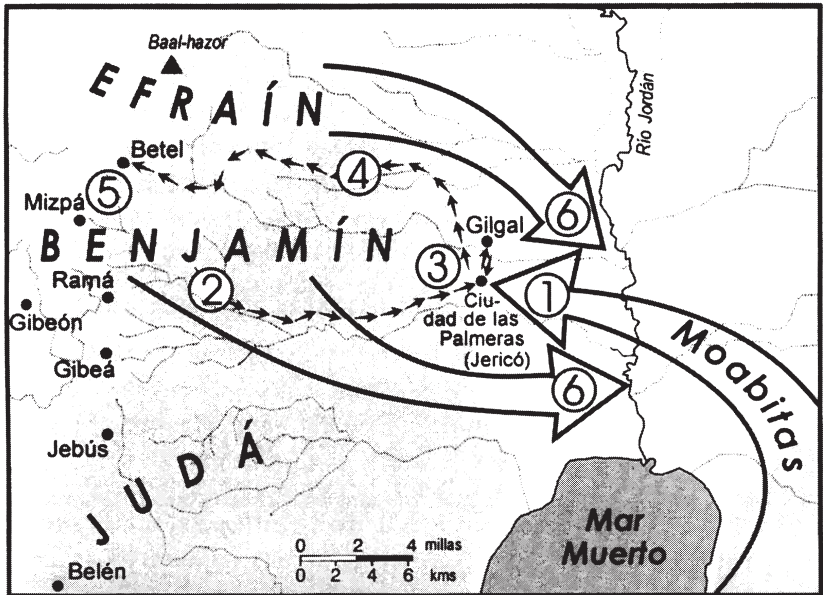 Baal-hazor
EFRAÍN
Río Jordán
Betel
4
5
Mizpá
6
Gilgal
BENJAMÍN
3
Ramá
2
1
Ciu-
dad de las
Palmeras
(Jericó)
Gibeón
Moabitas
Gibeá
6
Jebús
JUDÁ
Mar
Muerto
0 2 4 millas
0 2 4 6 kms
Belén